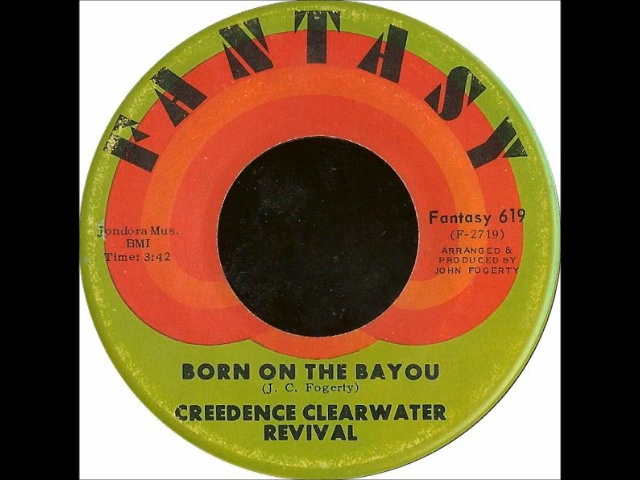 FANTASY
Jondora Mus.
BMI
Time: 3:42
Fantasy 619
(F-2719)
ARRANGED &
PRODUCED BY
JOHN FOGERTY
BORN ON THE BAYOU
(J. C. Fogerty)
CREEDENCE CLEARWATER
REVIVAL